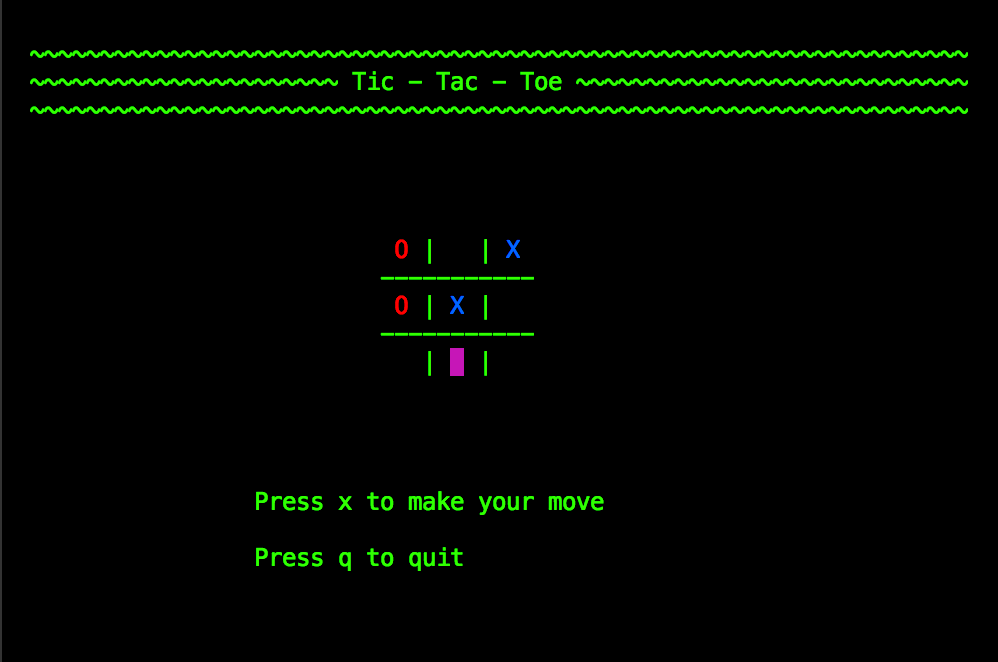 ~~~~~~~~~~~~~~~~~~~~~~~~~~~~~~~~~~~~~~~~~~~~~~~~~~~~~~~~~~~~~~~~~~~
~~~~~~~~~~~~~~~~~~~~~~ Tic - Tac - Toe ~~~~~~~~~~~~~~~~~~~~~~~~~~~~
~~~~~~~~~~~~~~~~~~~~~~~~~~~~~~~~~~~~~~~~~~~~~~~~~~~~~~~~~~~~~~~~~~~
O |   | X
-----------
O | X |
-----------
  |   |
Press x to make your move
Press q to quit